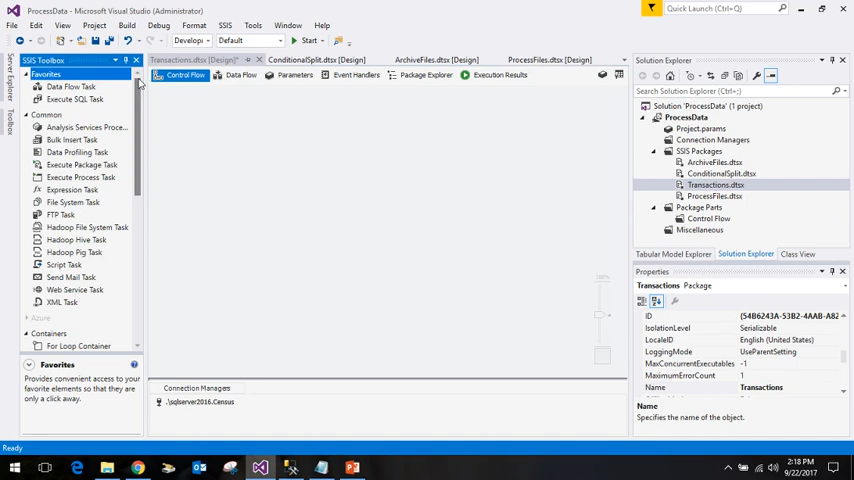 ProcessData - Microsoft Visual Studio (Administrator)
Quick Launch (Ctrl+Q)
File Edit View Project Build Debug Team Format SSIS Tools Window Help
Develop Default Start
SSIS Toolbox
Transactions.dtsx [Design]* ConditionalSplit.dtsx [Design] ArchiveFiles.dtsx [Design] ProcessFiles.dtsx [Design]
Control Flow Data Flow Parameters Event Handlers Package Explorer Execution Results
Server Explorer
Toolbox
Favorites
Data Flow Task
Execute SQL Task
Common
Analysis Services Proce...
Bulk Insert Task
Data Profiling Task
Execute Package Task
Execute Process Task
Expression Task
File System Task
FTP Task
Hadoop File System Task
Hadoop Hive Task
Hadoop Pig Task
Script Task
Send Mail Task
Web Service Task
XML Task
Azure
Containers
For Loop Container
Favorites
Provides convenient access to your
favorite elements so that they are
only a click away.
100%
Connection Managers
.\sqlserver2016.Census
Solution Explorer
Search Solution Explorer (Ctrl+;)
Solution 'ProcessData' (1 project)
ProcessData
Project.params
Connection Managers
SSIS Packages
ArchiveFiles.dtsx
ConditionalSplit.dtsx
Transactions.dtsx
ProcessFiles.dtsx
Package Parts
Control Flow
Miscellaneous
Tabular Model Explorer Solution Explorer Class View
Properties
Transactions Package
ID {54B6243A-53B2-4AAB-A82
IsolationLevel Serializable
LocaleID English (United States)
LoggingMode UseParentSetting
MaxConcurrentExecutables -1
MaximumErrorCount 1
Name Transactions
Name
Specifies the name of the object.
Ready
2:18 PM
9/22/2017